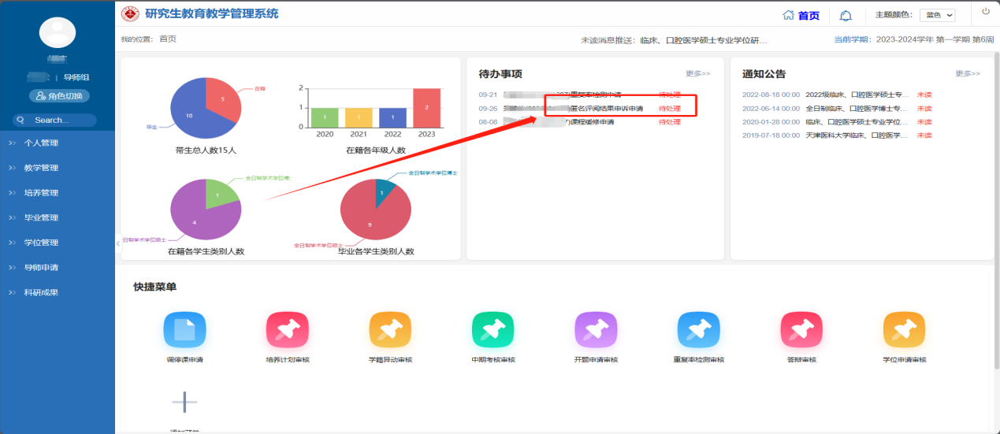 研究生教育教学管理系统
首页
主题颜色: 蓝色
| 导师组
角色切换
Search...
个人管理
教学管理
培养管理
毕业管理
学位管理
导师申请
科研成果
我的位置: 首页
未读消息推送: 临床、口腔医学硕士专业学位研...
当前学期: 2023-2024学年 第一学期 第6周
在籍
5
10
毕业
带生总人数15人
2
1
0
1
1
1
2
2020 2021 2022 2023
在籍各年级人数
全日制学术学位博士
1
4
全日制学术学位硕士
在籍各学生类别人数
全日制学术学位博士
1
9
全日制学术学位硕士
毕业各学生类别人数
待办事项 更多>>
09-21 重复率检测申请 待处理
09-26 )匿名评阅结果申诉申请 待处理
08-08 )课程缓修申请 待处理
通知公告 更多>>
2022-08-18 00:00 2022级临床、口腔医学硕士专... 未读
2022-06-14 00:00 全日制临床、口腔医学博士专... 未读
2020-01-28 00:00 临床、口腔医学硕士专业学位... 未读
2019-07-18 00:00 天津医科大学临床、口腔医学... 未读
快捷菜单
调停课申请
培养计划审核
学籍异动审核
中期考核审核
开题申请审核
重复率检测审核
答辩审核
学位申请审核